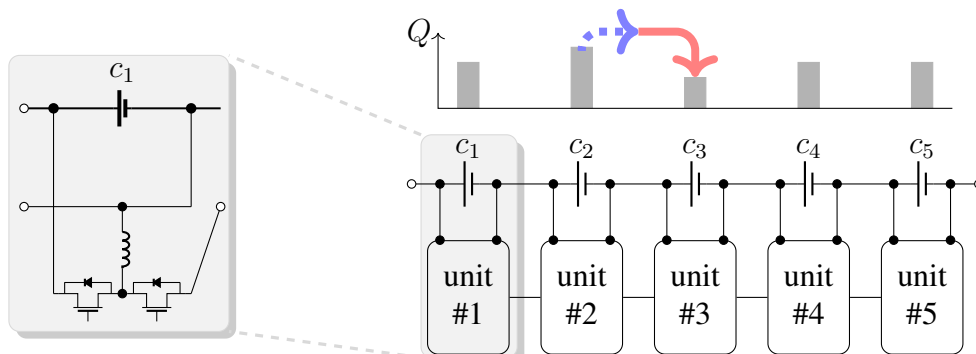 Q
c₁
c₁ c₂ c₃ c₄ c₅
unit unit unit unit unit
#1 #2 #3 #4 #5